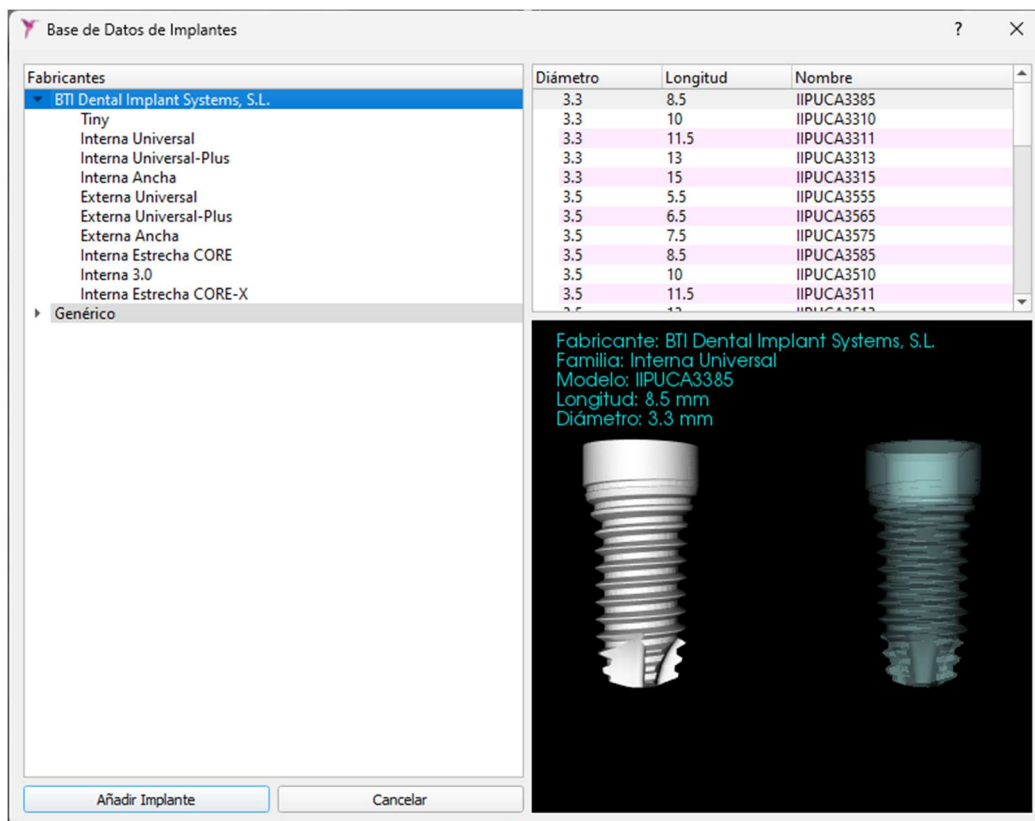 Base de Datos de Implantes
?
Fabricantes
BTI Dental Implant Systems, S.L.
Tiny
Interna Universal
Interna Universal-Plus
Interna Ancha
Externa Universal
Externa Universal-Plus
Externa Ancha
Interna Estrecha CORE
Interna 3.0
Interna Estrecha CORE-X
Genérico
Diámetro Longitud Nombre
3.3 8.5 IIPUCA3385
3.3 10 IIPUCA3310
3.3 11.5 IIPUCA3311
3.3 13 IIPUCA3313
3.3 15 IIPUCA3315
3.5 5.5 IIPUCA3555
3.5 6.5 IIPUCA3565
3.5 7.5 IIPUCA3575
3.5 8.5 IIPUCA3585
3.5 10 IIPUCA3510
3.5 11.5 IIPUCA3511
Fabricante: BTI Dental Implant Systems, S.L.
Familia: Interna Universal
Modelo: IIPUCA3385
Longitud: 8.5 mm
Diámetro: 3.3 mm
Añadir Implante
Cancelar